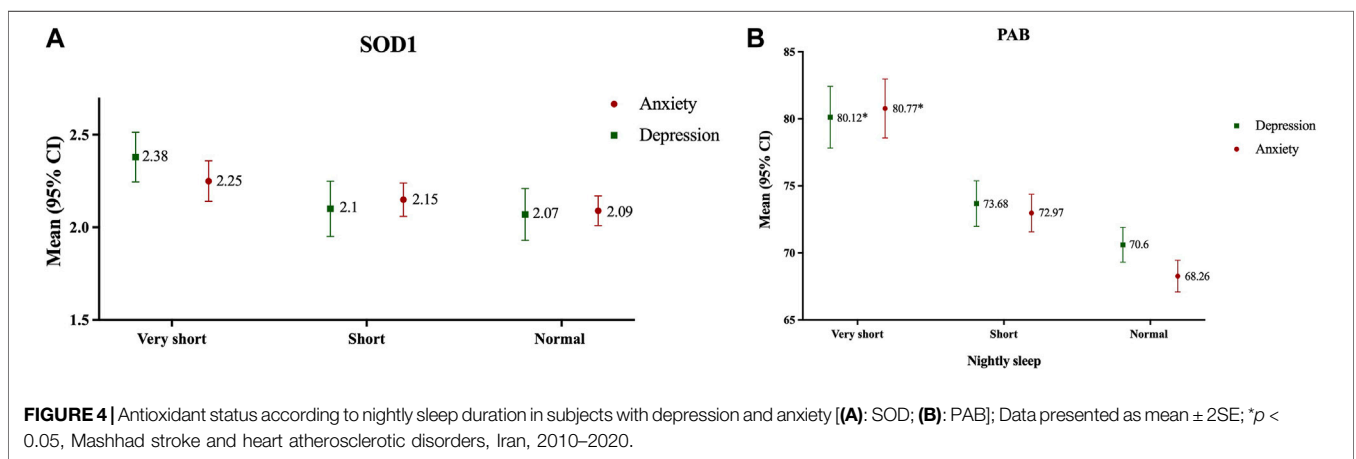 A
SOD1
Anxiety
Depression
Mean (95% CI)
2.5
2.0
1.5
2.38
2.25
2.1
2.15
2.07
2.09
Very short
Short
Normal
B
PAB
Depression
Anxiety
Mean (95% CI)
85
80
75
70
65
80.12*
80.77*
73.68
72.97
70.6
68.26
Very short
Short
Normal
Nightly sleep
FIGURE 4 | Antioxidant status according to nightly sleep duration in subjects with depression and anxiety [(A): SOD; (B): PAB]; Data presented as mean ± 2SE; *p <
0.05, Mashhad stroke and heart atherosclerotic disorders, Iran, 2010–2020.